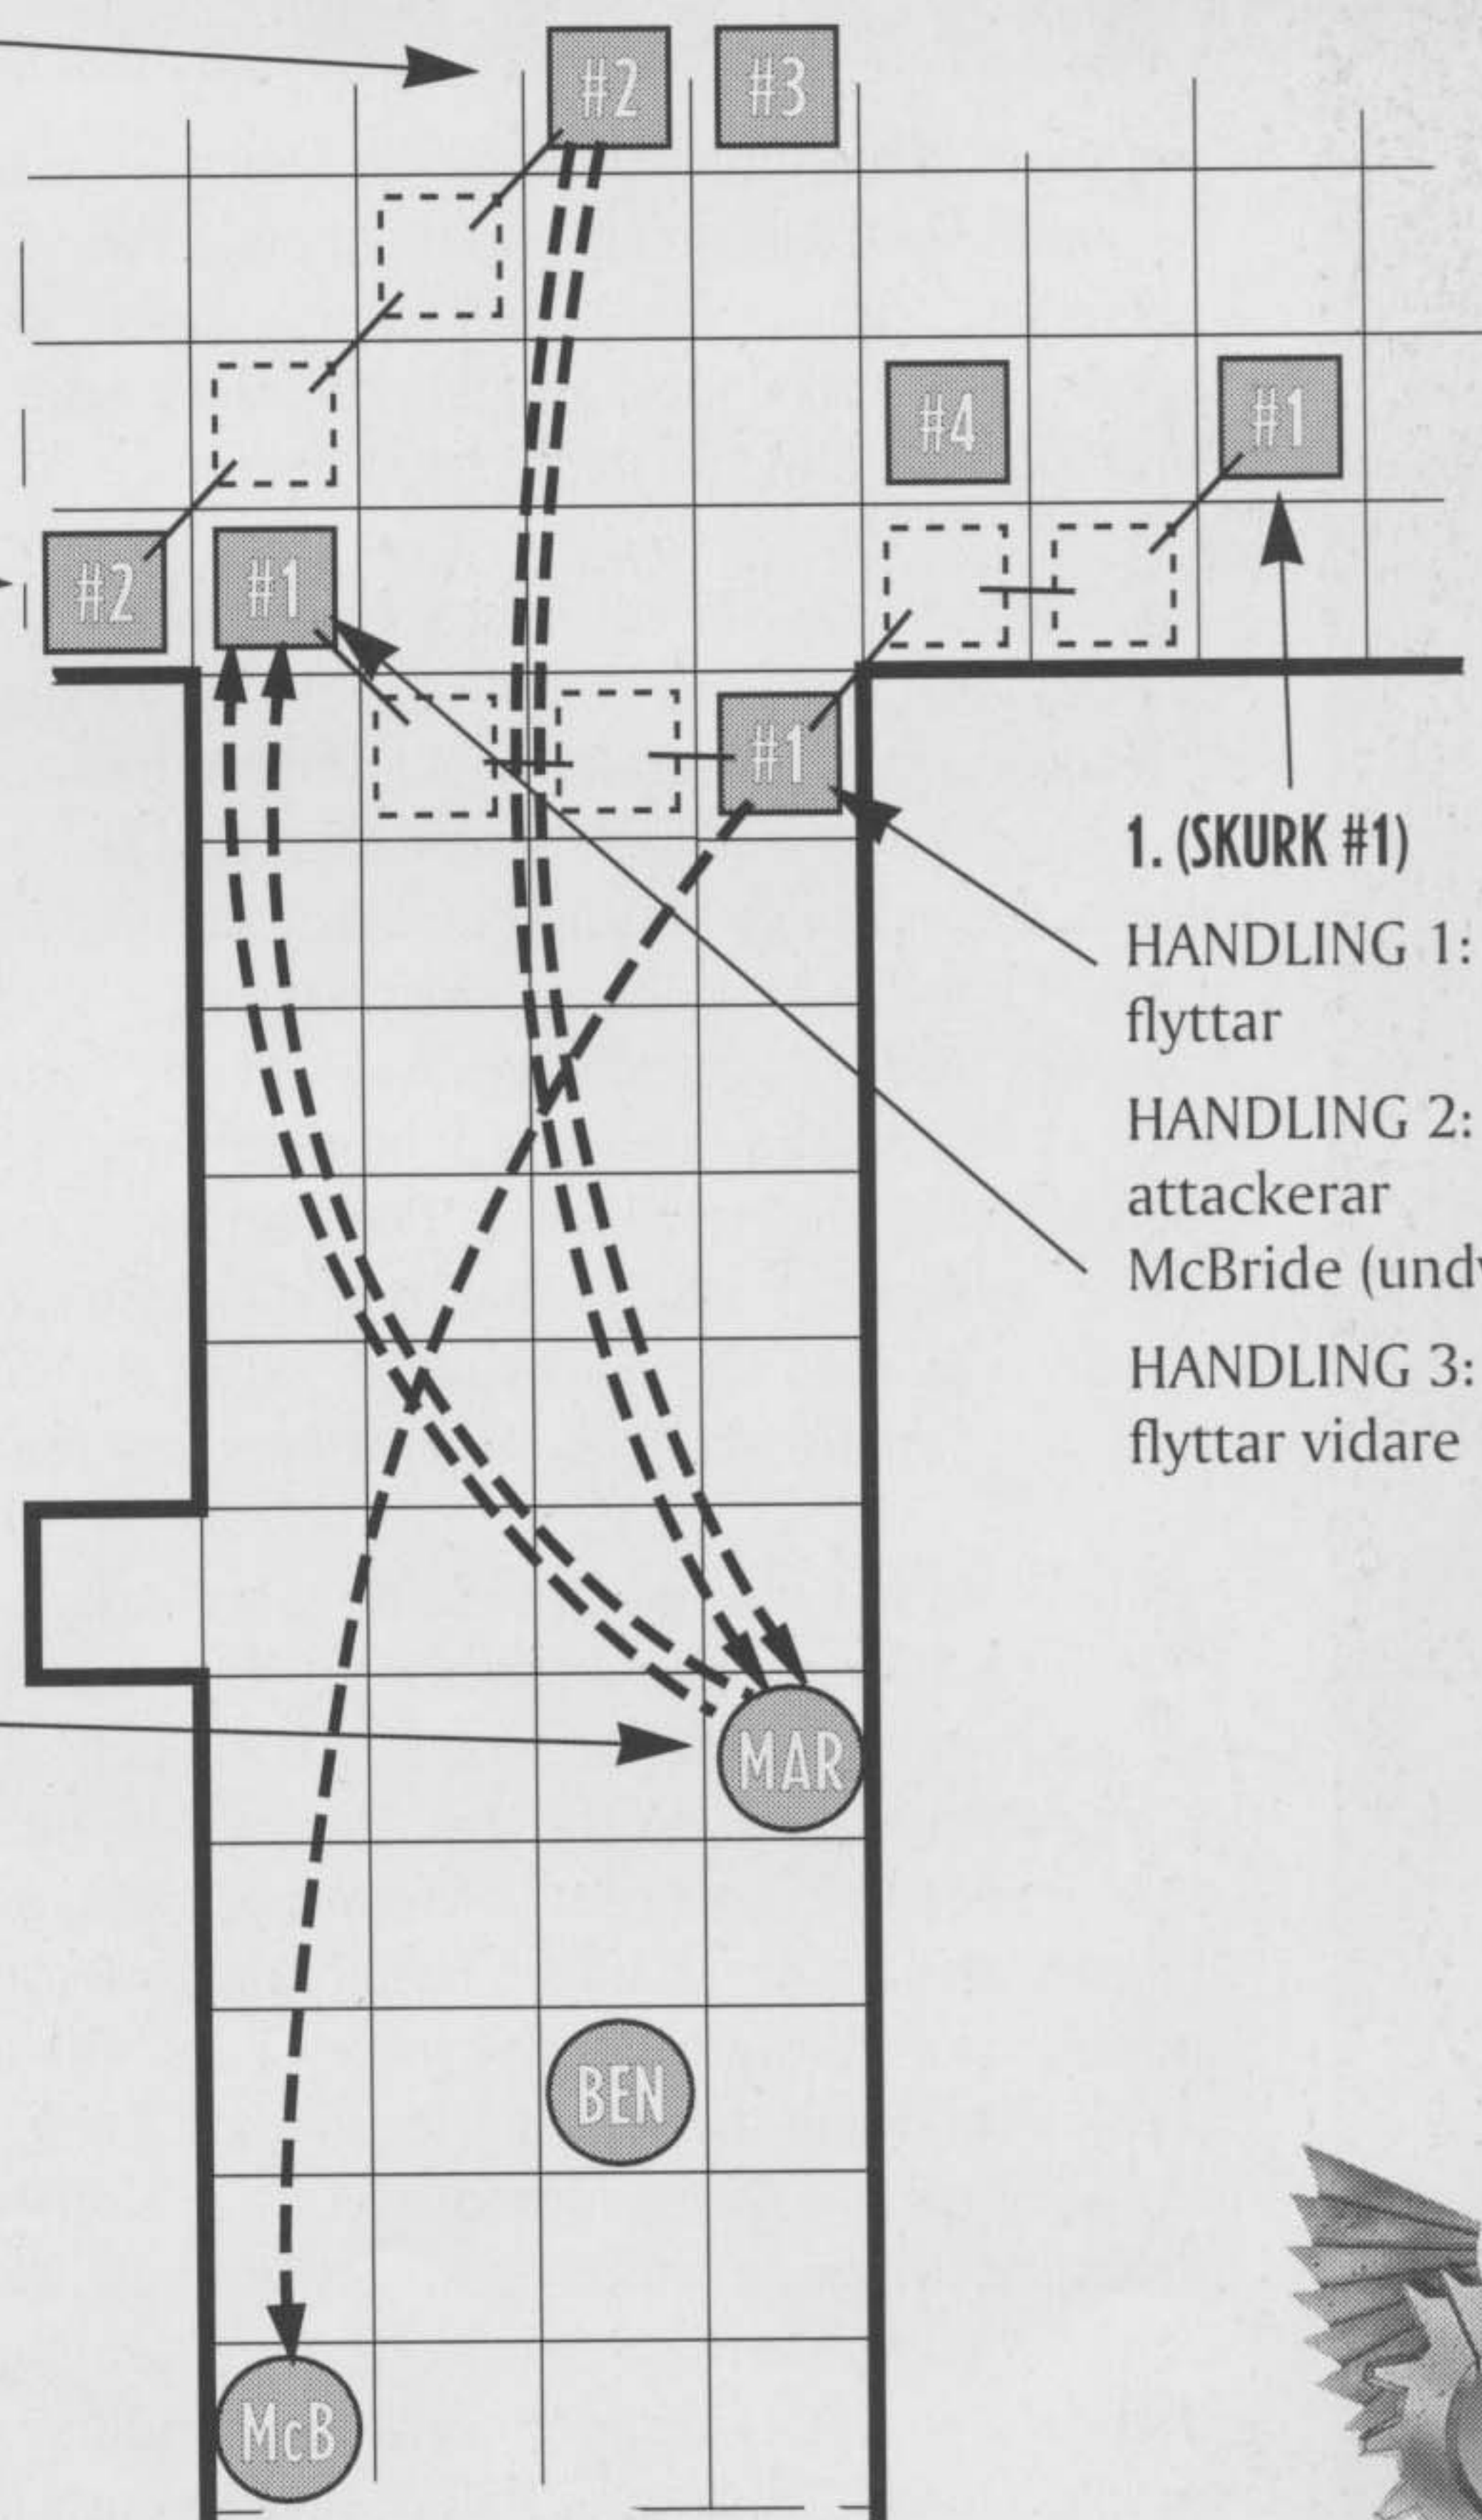 #2 #3
#4 #1
#2 #1
#1
1. (SKURK #1)
HANDLING 1:
flyttar
HANDLING 2:
attackerar
McBride
HANDLING 3:
flyttar vidare
MAR
BEN
McB